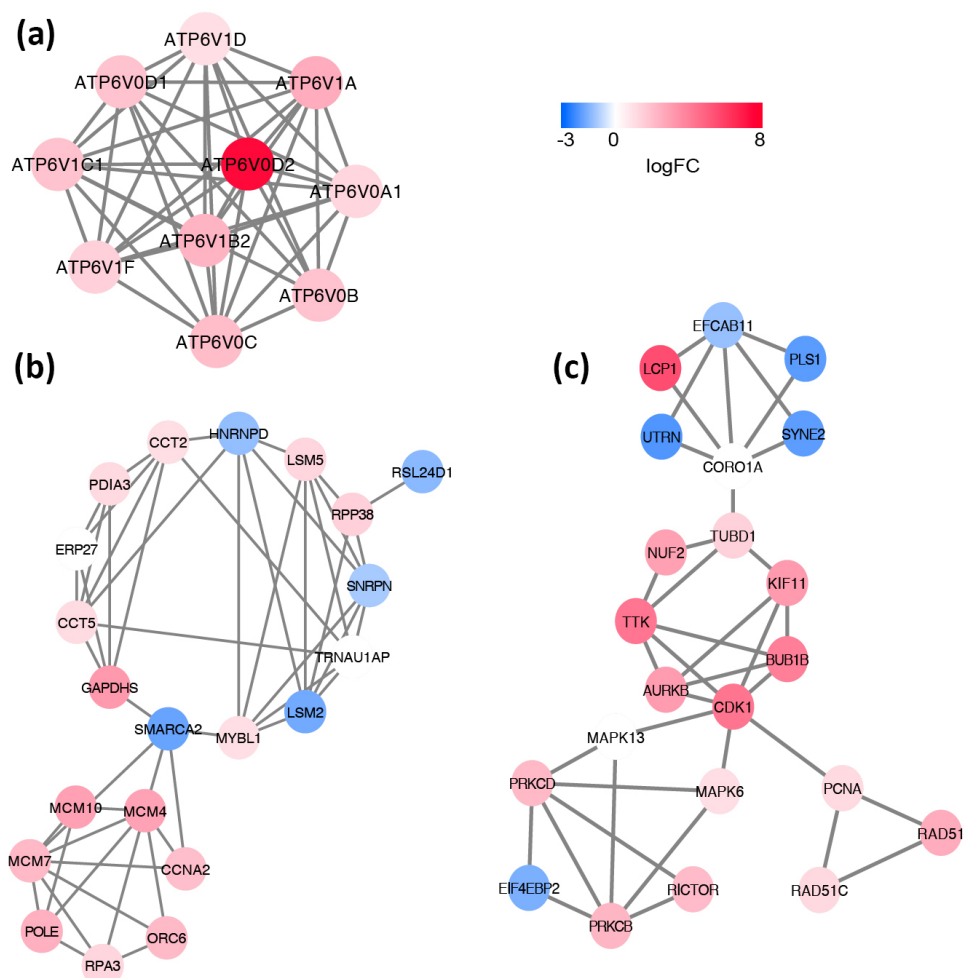 (a)
ATP6V1D
ATP6V0D1
ATP6V1A
ATP6V1C1
ATP6V0D2
ATP6V0A1
ATP6V1B2
ATP6V1F
ATP6V0B
ATP6V0C
-3 0 8
logFC
(b)
HNRNPD
CCT2
LSM5
RSL24D1
PDIA3
RPP38
ERP27
SNRPN
CCT5
TRNAU1AP
GAPDHS
LSM2
SMARCA2
MYBL1
MCM10
MCM4
MCM7
CCNA2
POLE
ORC6
RPA3
(c)
EFCAB11
LCP1
PLS1
UTRN
SYNE2
CORO1A
TUBD1
NUF2
KIF11
TTK
BUB1B
AURKB
CDK1
MAPK13
PRKCD
MAPK6
PCNA
RAD51
EIF4EBP2
RICTOR
RAD51C
PRKCB